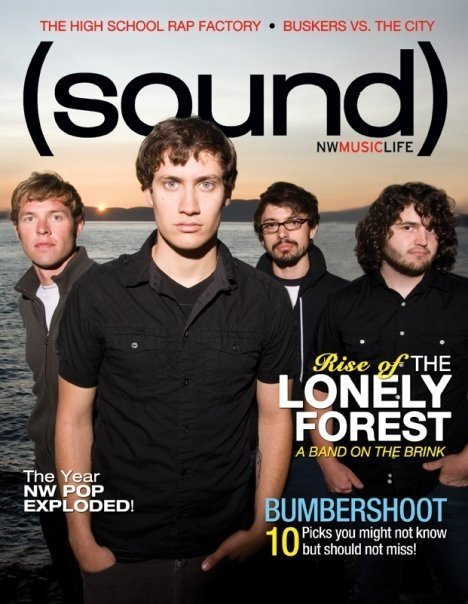 THE HIGH SCHOOL RAP FACTORY • BUSKERS VS. THE CITY
(sound)
NWMUSICLIFE
Rise of THE
LONELY
FOREST
A BAND ON THE BRINK
The Year
NW POP
EXPLODED!
BUMBERSHOOT
10 Picks you might not know
but should not miss!